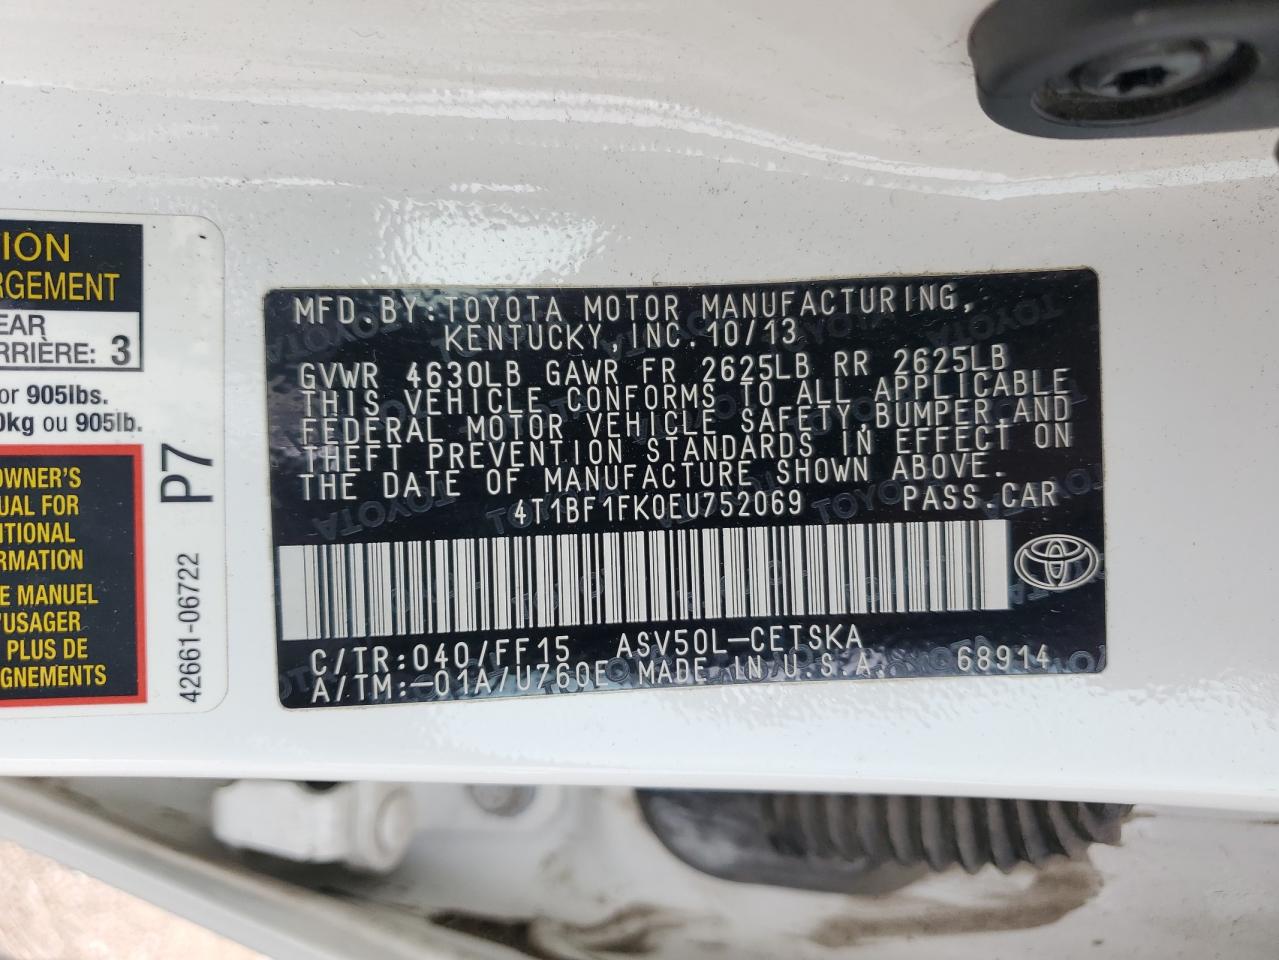 TION
RGEMENT
EAR
RRIÈRE: 3
or 905lbs.
0kg ou 905lb.
OWNER'S
UAL FOR
ITIONAL
RMATION
E MANUEL
'USAGER
PLUS DE
GNEMENTS
P7
42661-06722
MFD.BY:TOYOTA MOTOR MANUFACTURING,
KENTUCKY, INC. 10/13
GVWR 4630LB GAWR FR 2625LB RR 2625LB
THIS VEHICLE CONFORMS TO ALL APPLICABLE
FEDERAL MOTOR VEHICLE SAFETY,BUMPER,AND
THEFT PREVENTION STANDARDS IN EFFECT ON
THE DATE OF MANUFACTURE SHOWN ABOVE.
4T1BF1FK0EU752069 PASS.CAR
C/TR:040/FF15 ASV50L-CETSKA
A/TM:-01A/U760E MADE IN U.S.A. 68914